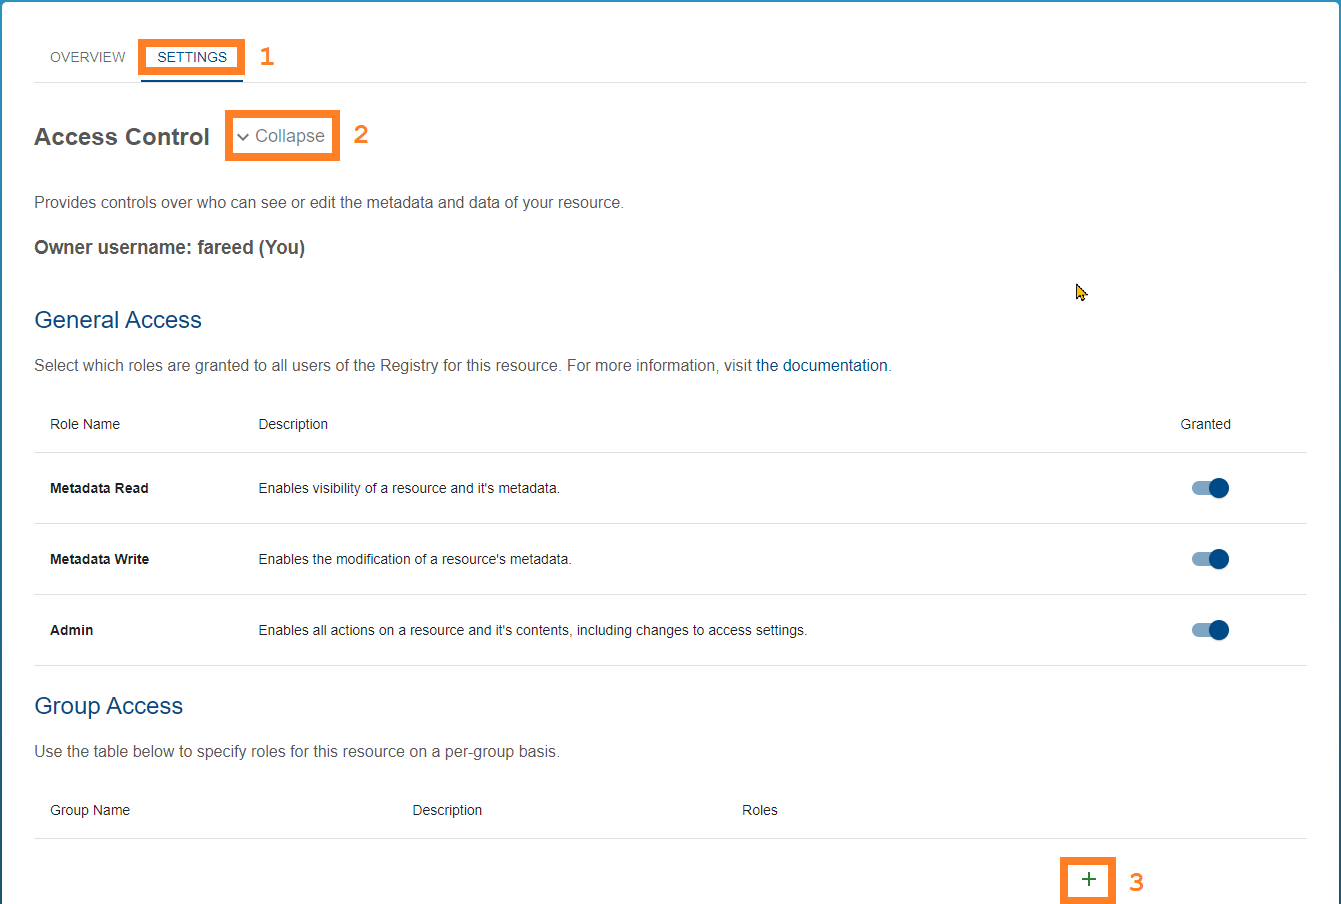 OVERVIEW SETTINGS 1
Access Control Collapse 2
Provides controls over who can see or edit the metadata and data of your resource.
Owner username: fareed (You)
General Access
Select which roles are granted to all users of the Registry for this resource. For more information, visit the documentation.
Role Name Description Granted
Metadata Read Enables visibility of a resource and it's metadata.
Metadata Write Enables the modification of a resource's metadata.
Admin Enables all actions on a resource and it's contents, including changes to access settings.
Group Access
Use the table below to specify roles for this resource on a per-group basis.
Group Name Description Roles
+ 3